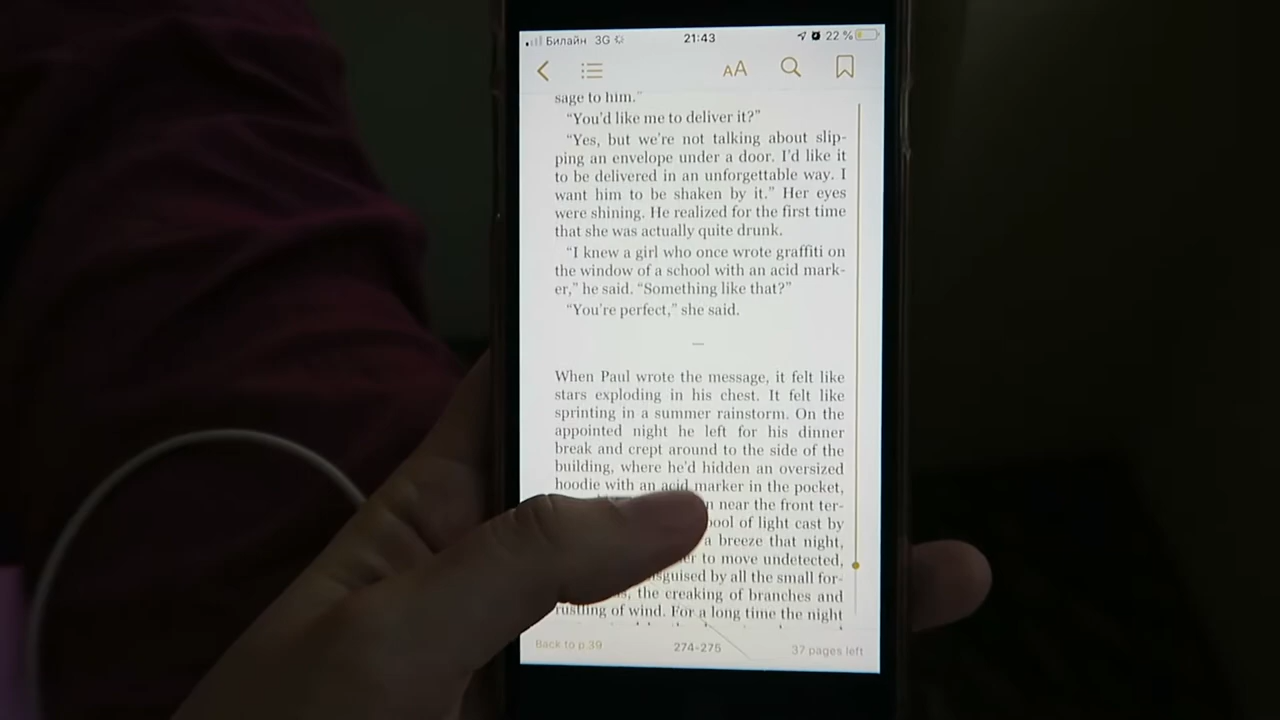 Билайн 3G 21:43 22 %
AA
sage to him."
“You’d like me to deliver it?”
“Yes, but we’re not talking about slip-
ping an envelope under a door. I’d like it
to be delivered in an unforgettable way. I
want him to be shaken by it.” Her eyes
were shining. He realized for the first time
that she was actually quite drunk.
“I knew a girl who once wrote graffiti on
the window of a school with an acid mark-
er,” he said. “Something like that?”
“You’re perfect,” she said.
—
When Paul wrote the message, it felt like
stars exploding in his chest. It felt like
sprinting in a summer rainstorm. On the
appointed night he left for his dinner
break and crept around to the side of the
building, where he’d hidden an oversized
hoodie with an acid marker in the pocket,
near the front ter-
of light cast by
a breeze that night,
to move undetected,
by all the small for-
the creaking of branches and
rustling of wind. For a long time the night
Back to p 39 274-275 37 pages left